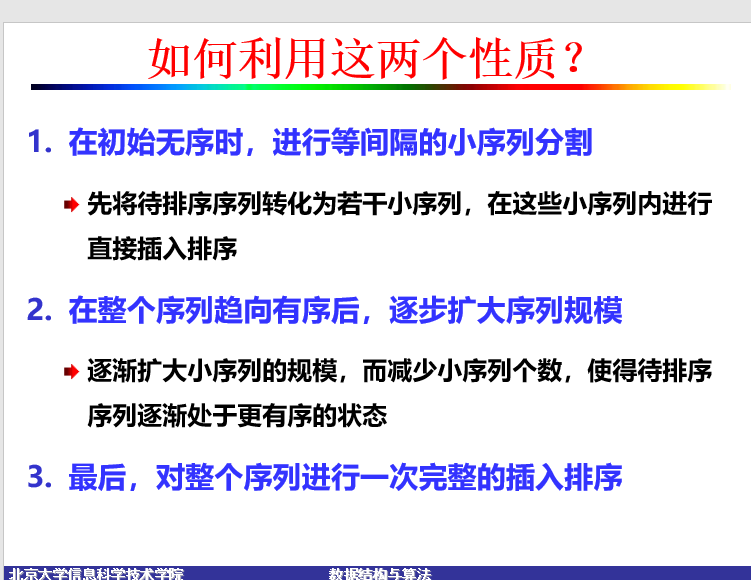 如何利用这两个性质？
1. 在初始无序时，进行等间隔的小序列分割
先将待排序序列转化为若干小序列，在这些小序列内进行
直接插入排序
2. 在整个序列趋向有序后，逐步扩大序列规模
逐渐扩大小序列的规模，而减少小序列个数，使得待排序
序列逐渐处于更有序的状态
3. 最后，对整个序列进行一次完整的插入排序
北京大学信息科学技术学院
数据结构与算法